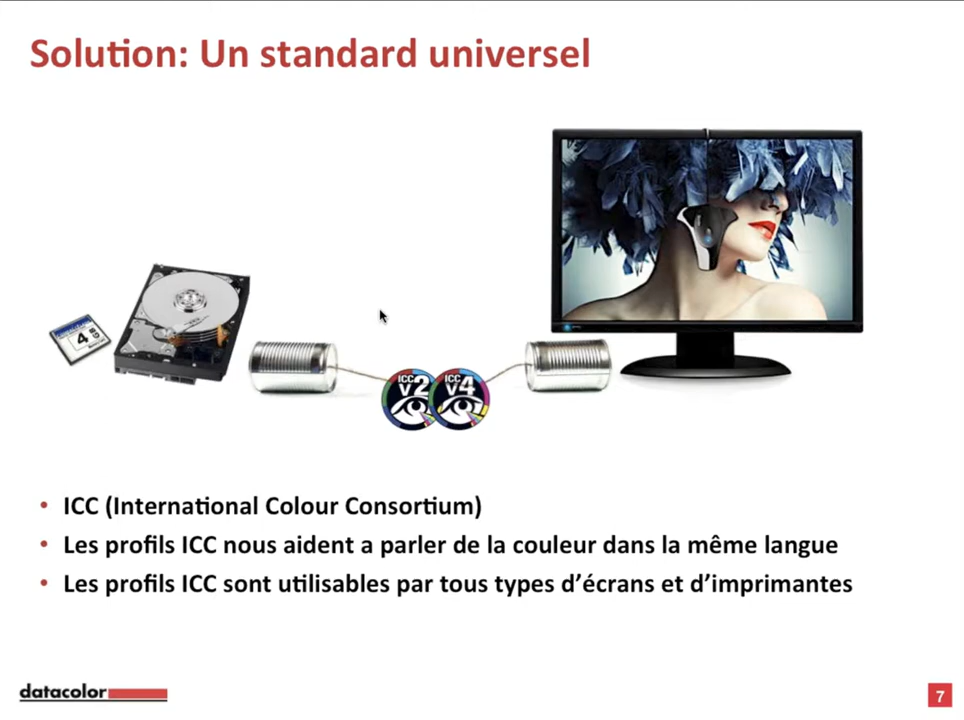 Solution: Un standard universel
4
GB
ICC
v2
ICC
v4
• ICC (International Colour Consortium)
• Les profils ICC nous aident a parler de la couleur dans la même langue
• Les profils ICC sont utilisables par tous types d’écrans et d’imprimantes
datacolor
7